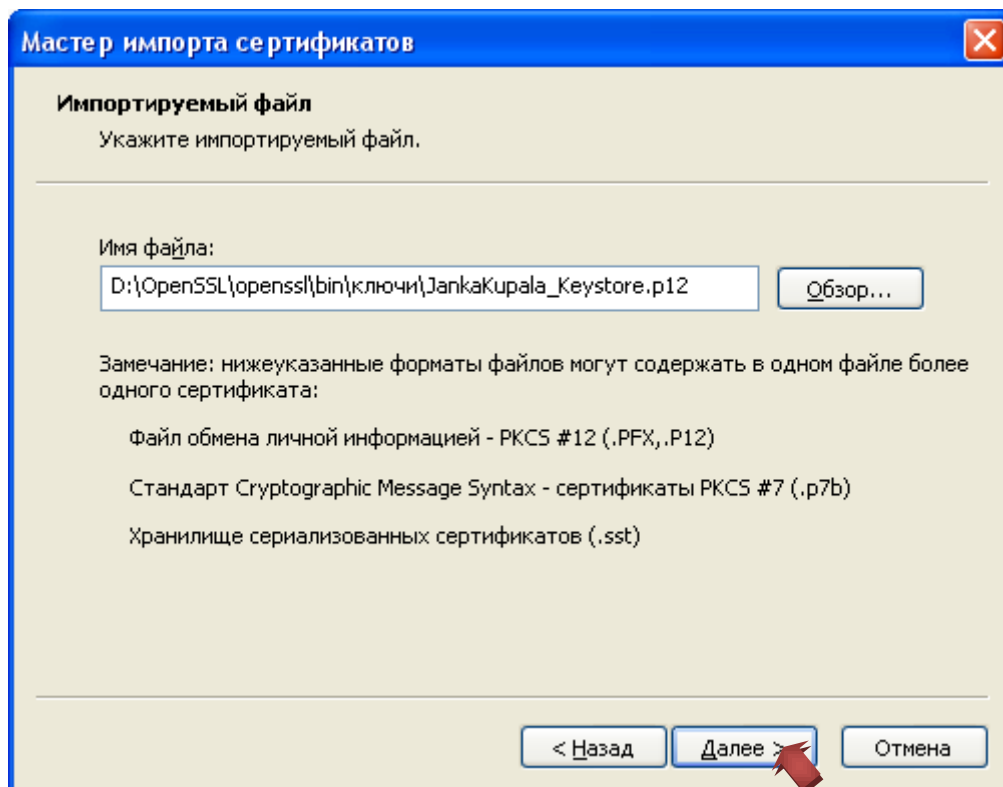 Мастер импорта сертификатов
Импортируемый файл
Укажите импортируемый файл.
Имя файла:
D:\OpenSSL\openssl\bin\ключи\JankaKupala_Keystore.p12
Обзор...
Замечание: нижеуказанные форматы файлов могут содержать в одном файле более
одного сертификата:
Файл обмена личной информацией - PKCS #12 (.PFX,.P12)
Стандарт Cryptographic Message Syntax - сертификаты PKCS #7 (.p7b)
Хранилище сериализованных сертификатов (.sst)
< Назад
Далее >
Отмена